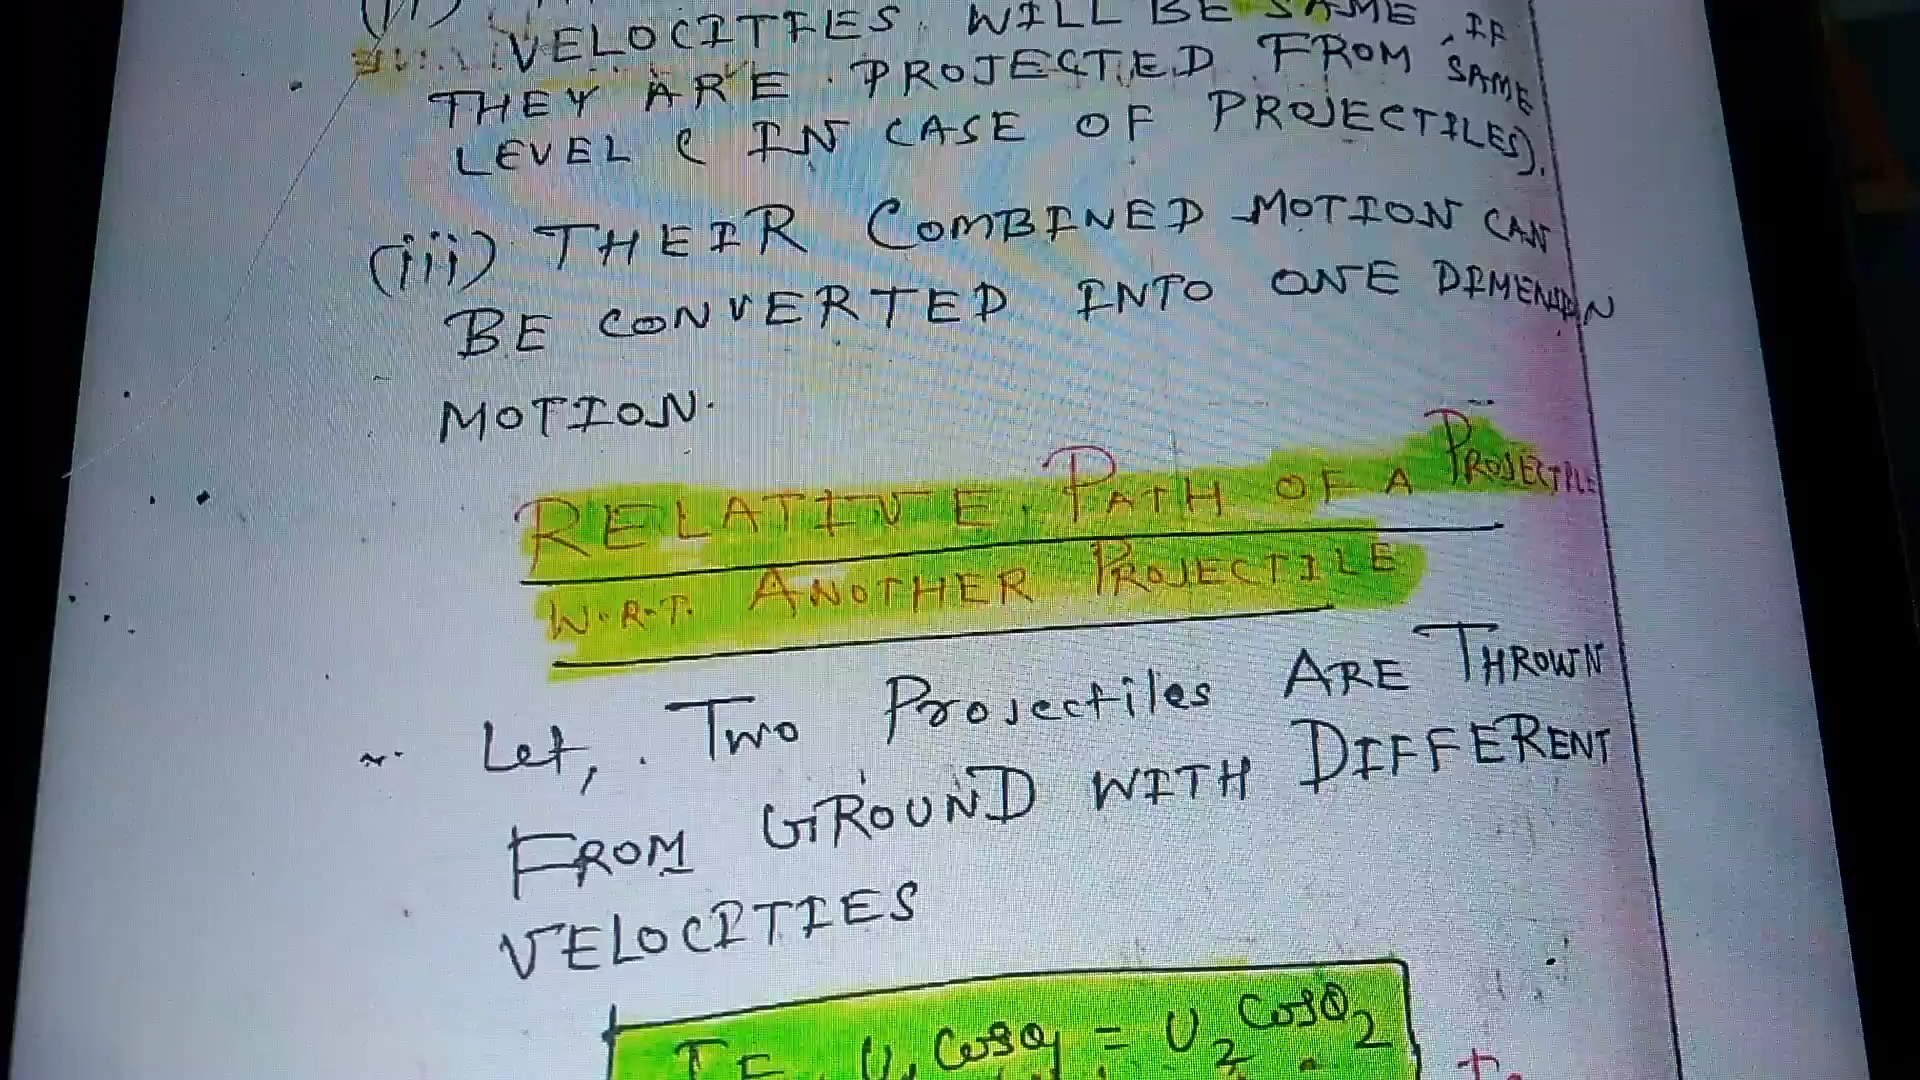 VELOCITIES WILL BE SAME, IF
THEY ARE PROJECTED FROM SAME
LEVEL (IN CASE OF PROJECTILES).
(iii) THEIR COMBINED MOTION CAN
BE CONVERTED INTO ONE
MOTION.
RELATIVE PATH OF A PROJECTILE
W.R.T. ANOTHER PROJECTILE
Let, Two Projectiles ARE THROWN
FROM GROUND WITH DIFFERENT
VELOCITIES
IF U₁ Cosθ₁ = U₂ Cosθ₂